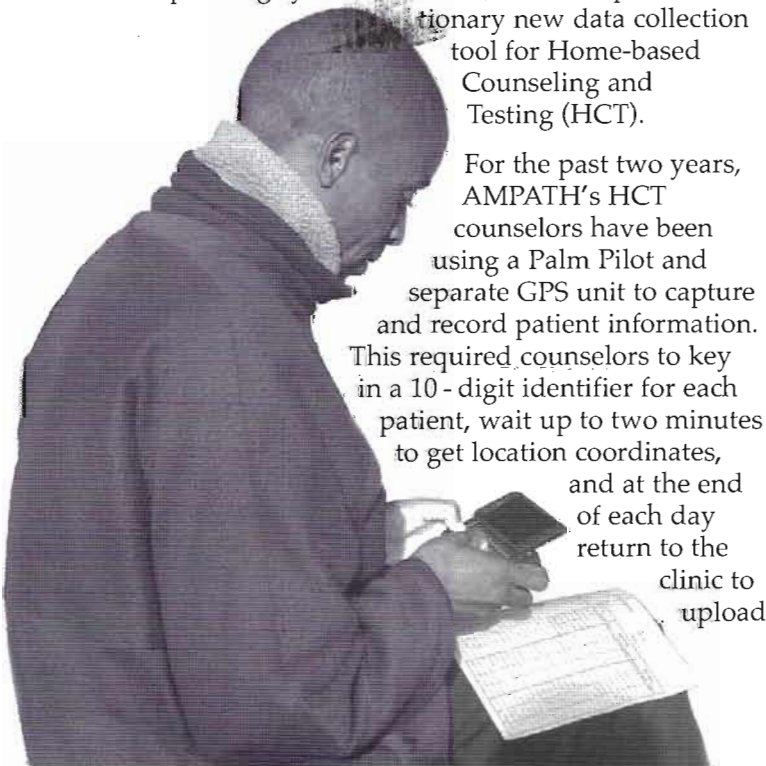 tionary new data collection
tool for Home-based
Counseling and
Testing (HCT).
For the past two years,
AMPATH's HCT
counselors have been
using a Palm Pilot and
separate GPS unit to capture
and record patient information.
This required counselors to key
in a 10 - digit identifier for each
patient, wait up to two minutes
to get location coordinates,
and at the end
of each day
return to the
clinic to
upload